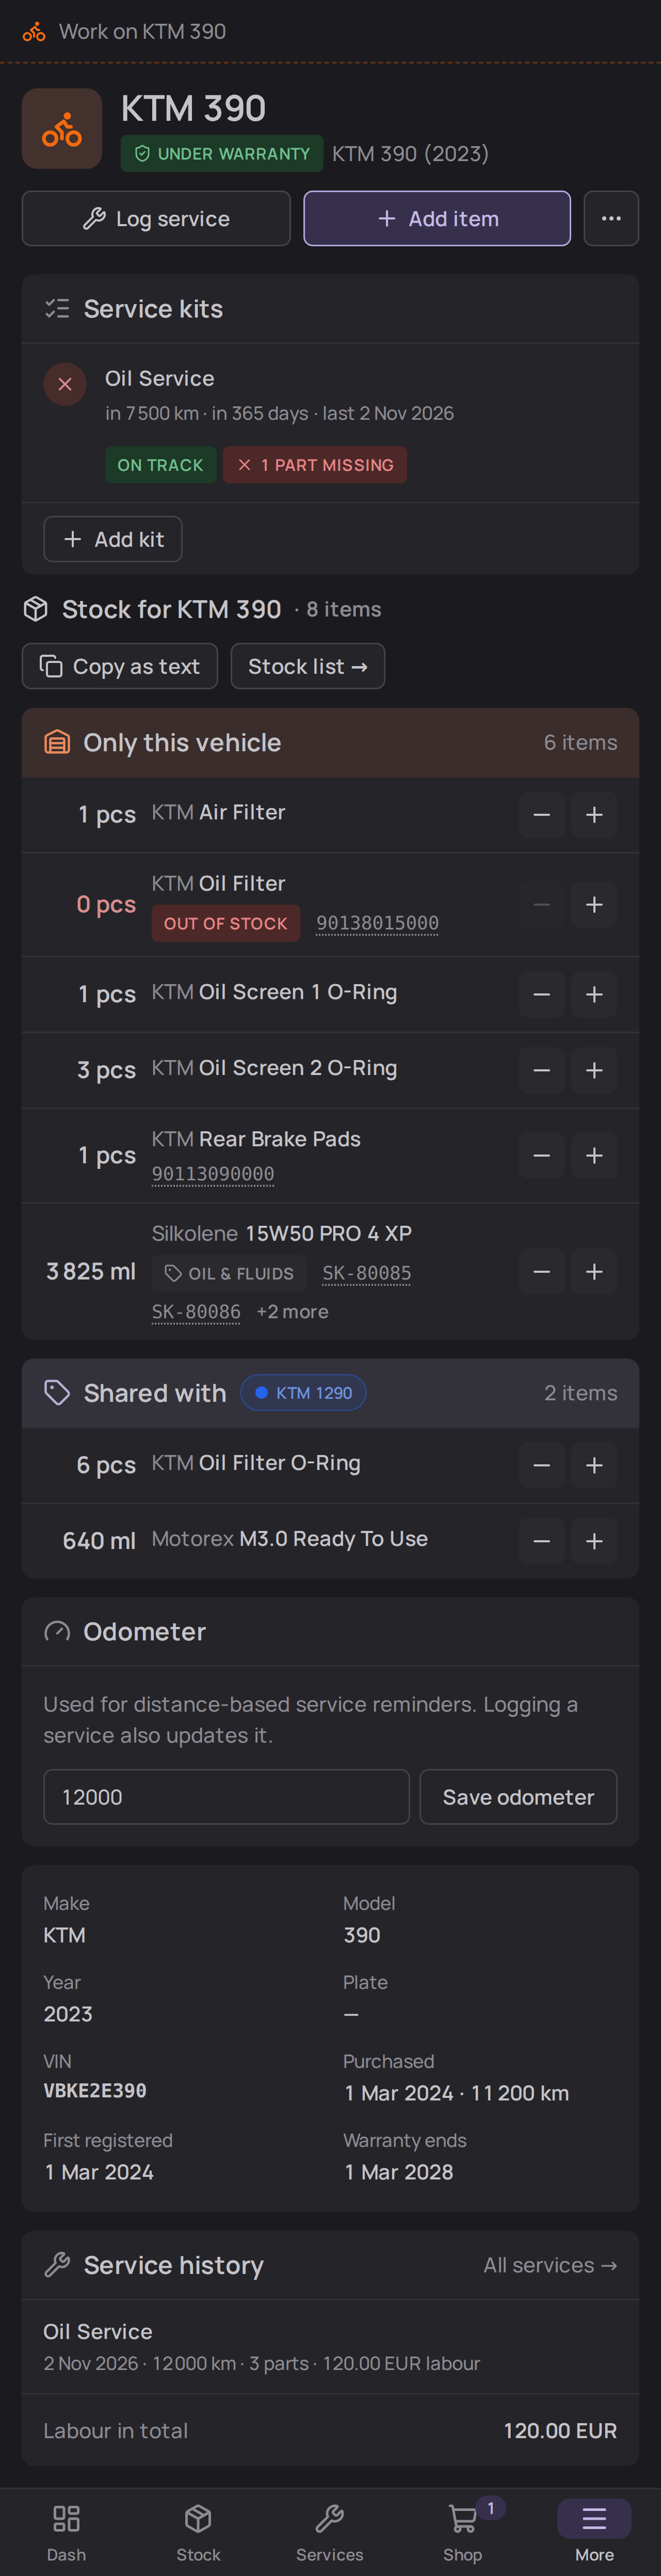 Work on KTM 390
KTM 390
UNDER WARRANTY KTM 390 (2023)
Log service
Add item
Service kits
Oil Service
in 7 500 km · in 365 days · last 2 Nov 2026
ON TRACK 1 PART MISSING
Add kit
Stock for KTM 390 · 8 items
Copy as text Stock list →
Only this vehicle 6 items
1 pcs KTM Air Filter
0 pcs KTM Oil Filter
OUT OF STOCK 90138015000
1 pcs KTM Oil Screen 1 O-Ring
3 pcs KTM Oil Screen 2 O-Ring
1 pcs KTM Rear Brake Pads
90113090000
3 825 ml Silkolene 15W50 PRO 4 XP
OIL & FLUIDS SK-80085
SK-80086 +2 more
Shared with KTM 1290 2 items
6 pcs KTM Oil Filter O-Ring
640 ml Motorex M3.0 Ready To Use
Odometer
Used for distance-based service reminders. Logging a
service also updates it.
12000 Save odometer
Make Model
KTM 390
Year Plate
2023 —
VIN Purchased
VBKE2E390 1 Mar 2024 · 11 200 km
First registered Warranty ends
1 Mar 2024 1 Mar 2028
Service history All services →
Oil Service
2 Nov 2026 · 12 000 km · 3 parts · 120.00 EUR labour
Labour in total 120.00 EUR
1
Dash Stock Services Shop More